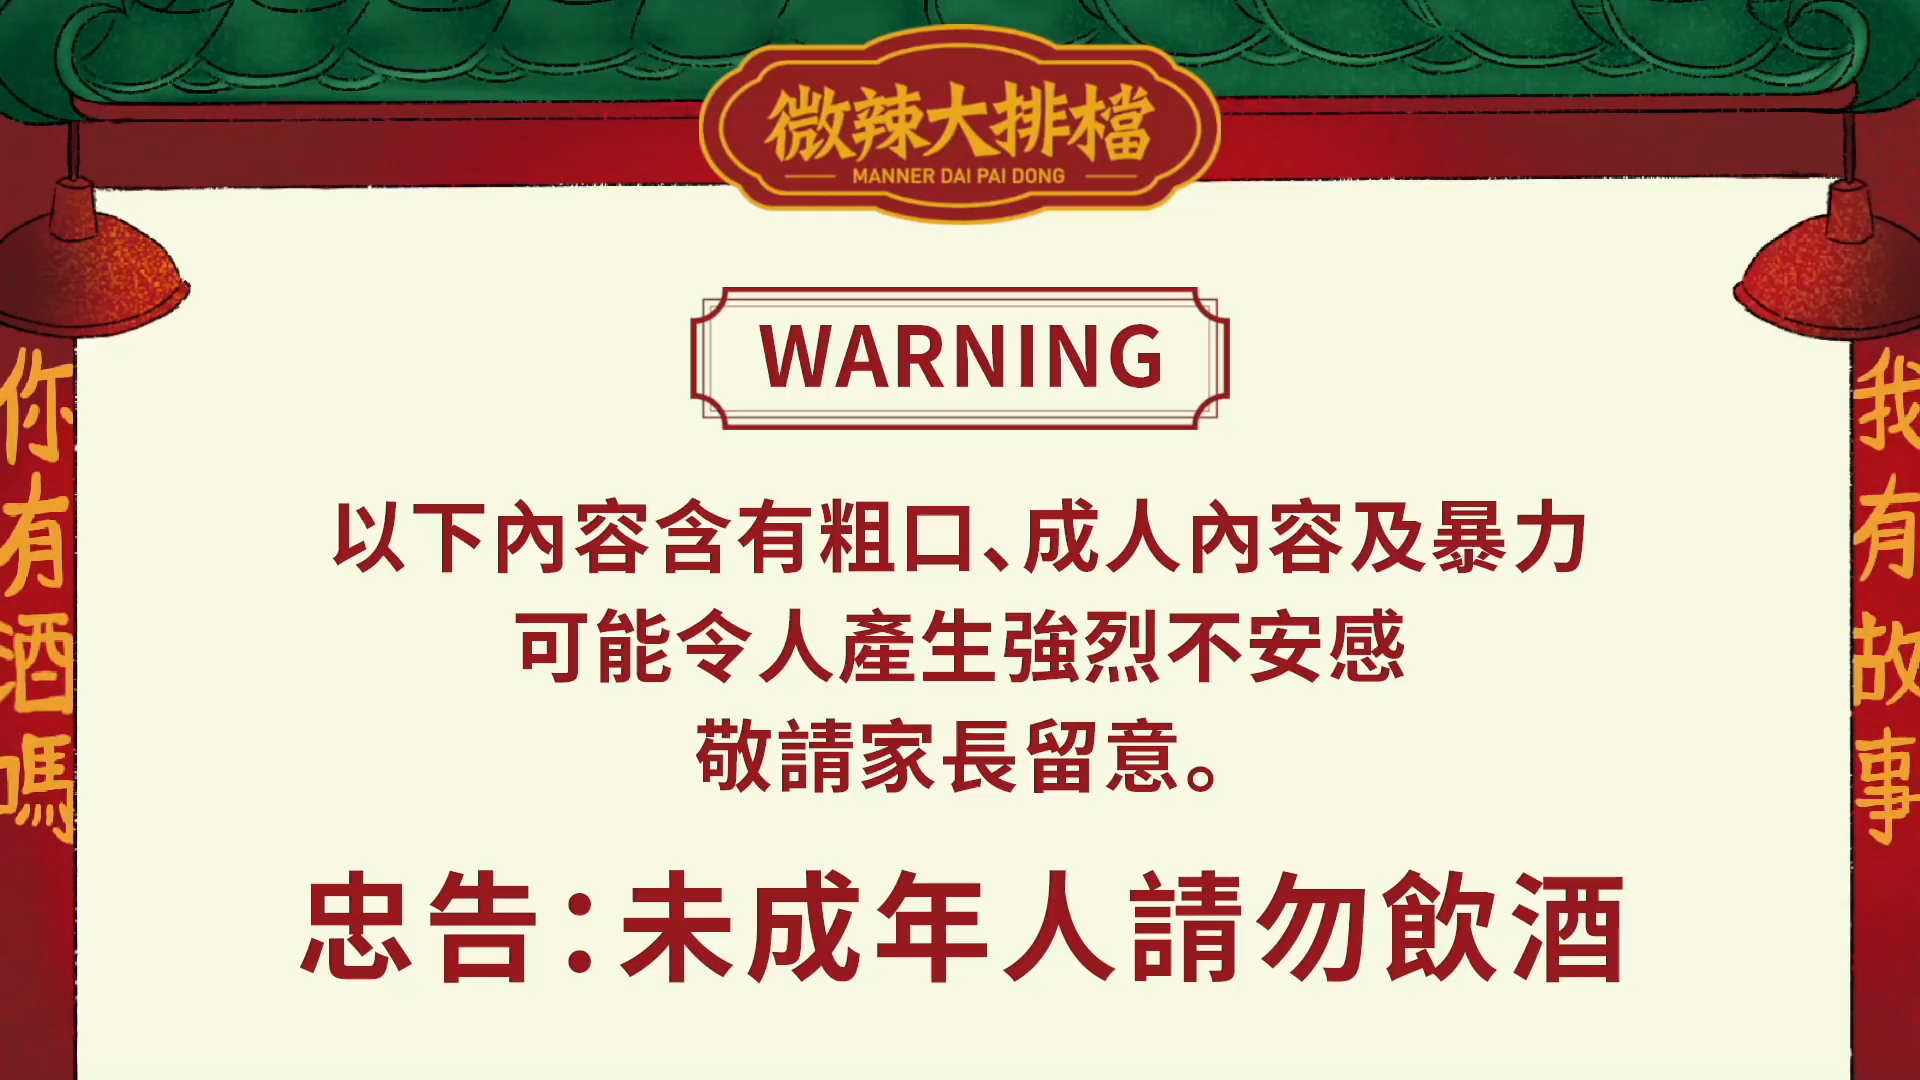 微辣大排檔
MANNER DAI PAI DONG
WARNING
以下內容含有粗口、成人內容及暴力
可能令人產生強烈不安感
敬請家長留意。
忠告：未成年人請勿飲酒
你有酒嗎
我有故事